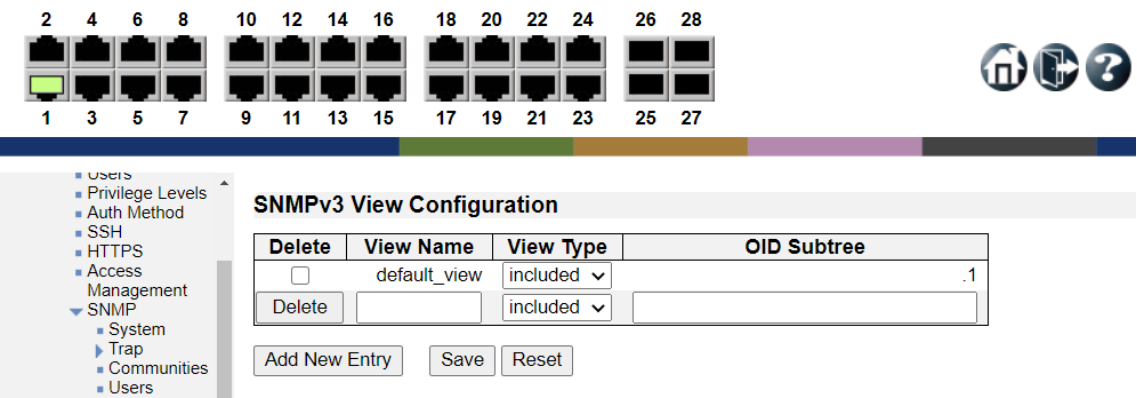 2 4 6 8 10 12 14 16 18 20 22 24 26 28
1 3 5 7 9 11 13 15 17 19 21 23 25 27
Users
Privilege Levels
Auth Method
SSH
HTTPS
Access
Management
SNMP
System
Trap
Communities
Users
SNMPv3 View Configuration
Delete View Name View Type OID Subtree
default_view included .1
Delete included
Add New Entry Save Reset